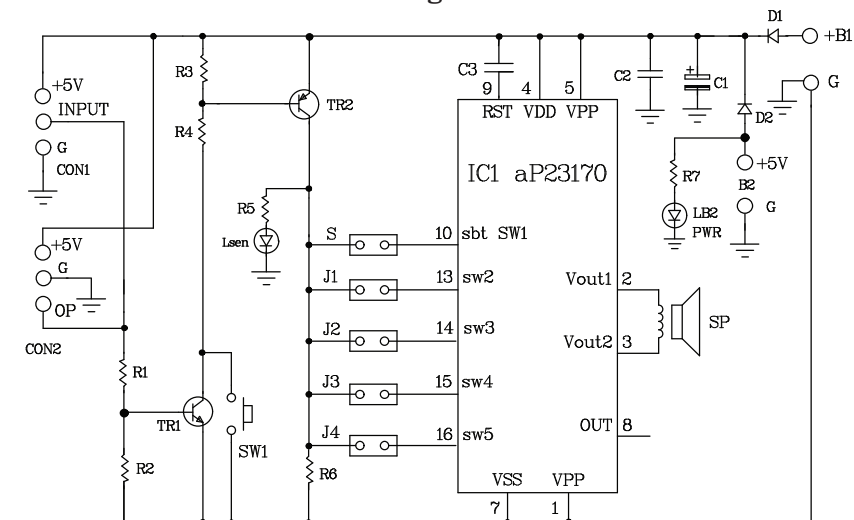 D1
+B1
R3
C3
C2
C1
+
G
+5V
9
4
5
TR2
INPUT
RST VDD VPP
D2
R4
G
CON1
IC1 aP23170
+5V
R7
B2
R5
LB2
G
S
10
sbt SW1
PWR
Lsen
+5V
G
J1
13
sw2
Vout1
2
OP
J2
14
sw3
SP
CON2
Vout2
3
R1
J3
15
sw4
TR1
OUT
8
J4
16
sw5
SW1
R2
R6
VSS
VPP
7
1